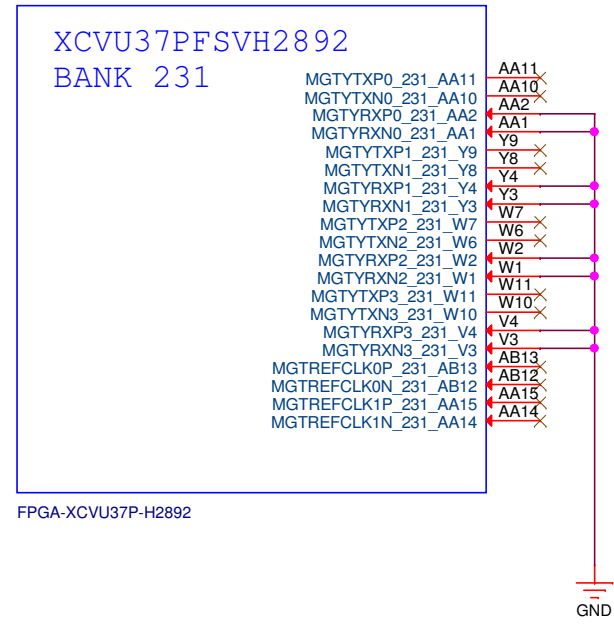 XCVU37PFSVH2892
BANK 231
MGTYTXP0_231_AA11 AA11
MGTYTXN0_231_AA10 AA10
MGTYRXP0_231_AA2 AA2
MGTYRXN0_231_AA1 AA1
MGTYTXP1_231_Y9 Y9
MGTYTXN1_231_Y8 Y8
MGTYRXP1_231_Y4 Y4
MGTYRXN1_231_Y3 Y3
MGTYTXP2_231_W7 W7
MGTYTXN2_231_W6 W6
MGTYRXP2_231_W2 W2
MGTYRXN2_231_W1 W1
MGTYTXP3_231_W11 W11
MGTYTXN3_231_W10 W10
MGTYRXP3_231_V4 V4
MGTYRXN3_231_V3 V3
MGTREFCLK0P_231_AB13 AB13
MGTREFCLK0N_231_AB12 AB12
MGTREFCLK1P_231_AA15 AA15
MGTREFCLK1N_231_AA14 AA14
FPGA-XCVU37P-H2892
GND